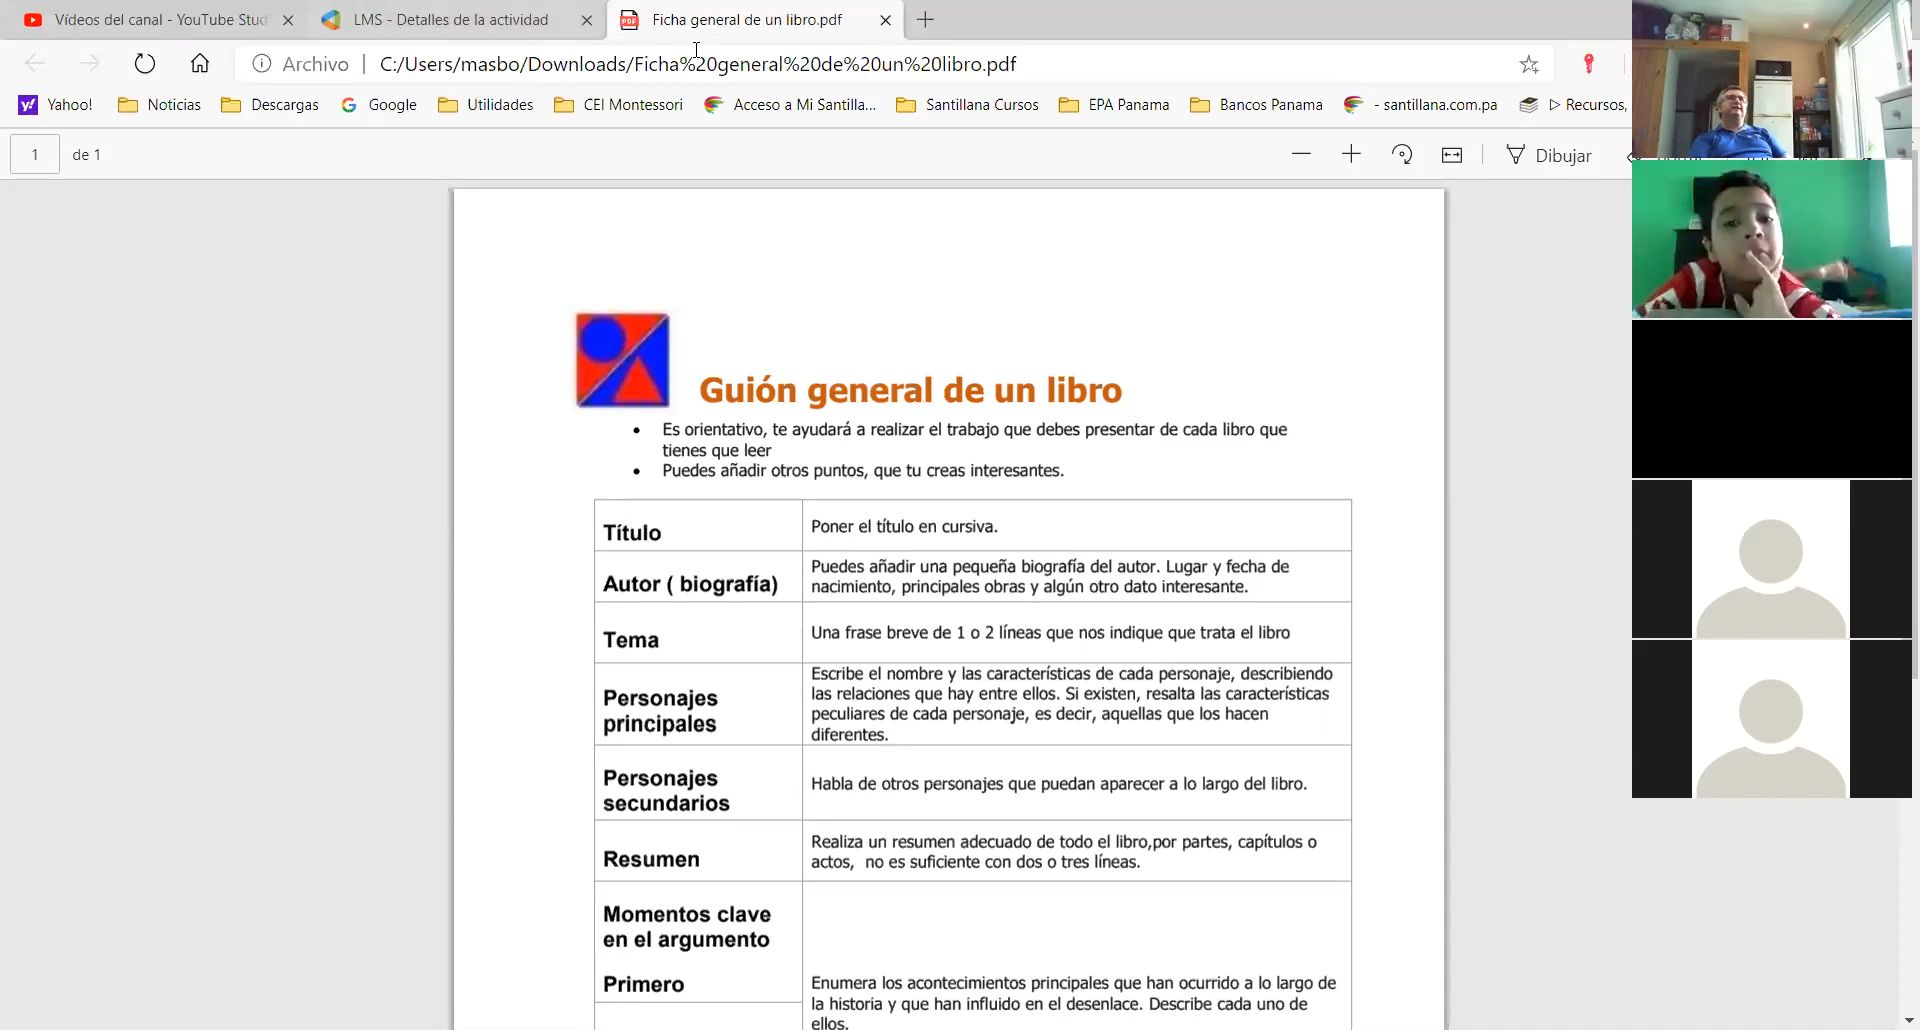 Vídeos del canal - YouTube Stud
LMS - Detalles de la actividad
Ficha general de un libro.pdf
Archivo | C:/Users/masbo/Downloads/Ficha%20general%20de%20un%20libro.pdf
Yahoo! Noticias Descargas Google Utilidades CEI Montessori Acceso a Mi Santilla... Santillana Cursos EPA Panama Bancos Panama - santillana.com.pa ▷ Recursos,
1 de 1 Dibujar
Guión general de un libro
• Es orientativo, te ayudará a realizar el trabajo que debes presentar de cada libro que
tienes que leer
• Puedes añadir otros puntos, que tu creas interesantes.
Título
Poner el título en cursiva.
Autor ( biografía)
Puedes añadir una pequeña biografía del autor. Lugar y fecha de
nacimiento, principales obras y algún otro dato interesante.
Tema
Una frase breve de 1 o 2 líneas que nos indique que trata el libro
Personajes
principales
Escribe el nombre y las características de cada personaje, describiendo
las relaciones que hay entre ellos. Si existen, resalta las características
peculiares de cada personaje, es decir, aquellas que los hacen
diferentes.
Personajes
secundarios
Habla de otros personajes que puedan aparecer a lo largo del libro.
Resumen
Realiza un resumen adecuado de todo el libro,por partes, capítulos o
actos, no es suficiente con dos o tres líneas.
Momentos clave
en el argumento
Primero
Enumera los acontecimientos principales que han ocurrido a lo largo de
la historia y que han influido en el desenlace. Describe cada uno de
ellos.